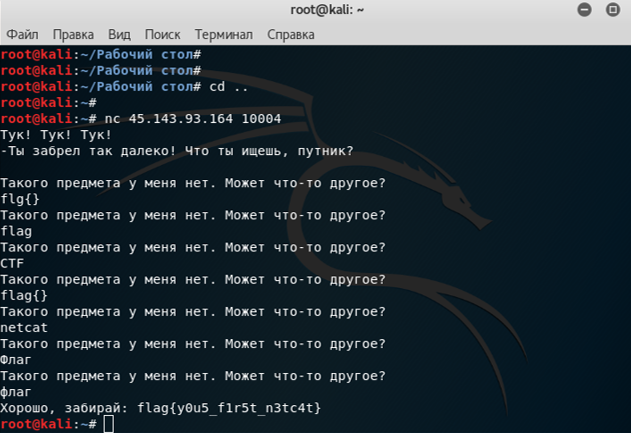 root@kali: ~
Файл Правка Вид Поиск Терминал Справка
root@kali:~/Рабочий стол#
root@kali:~/Рабочий стол#
root@kali:~/Рабочий стол# cd ..
root@kali:~#
root@kali:~# nc 45.143.93.164 10004
Тук! Тук! Тук!
-Ты забрел так далеко! Что ты ищешь, путник?
Такого предмета у меня нет. Может что-то другое?
flg{}
Такого предмета у меня нет. Может что-то другое?
flag
Такого предмета у меня нет. Может что-то другое?
CTF
Такого предмета у меня нет. Может что-то другое?
flag{}
Такого предмета у меня нет. Может что-то другое?
netcat
Такого предмета у меня нет. Может что-то другое?
Флаг
Такого предмета у меня нет. Может что-то другое?
флаг
Хорошо, забирай: flag{y0u5_f1r5t_n3tc4t}
root@kali:~#